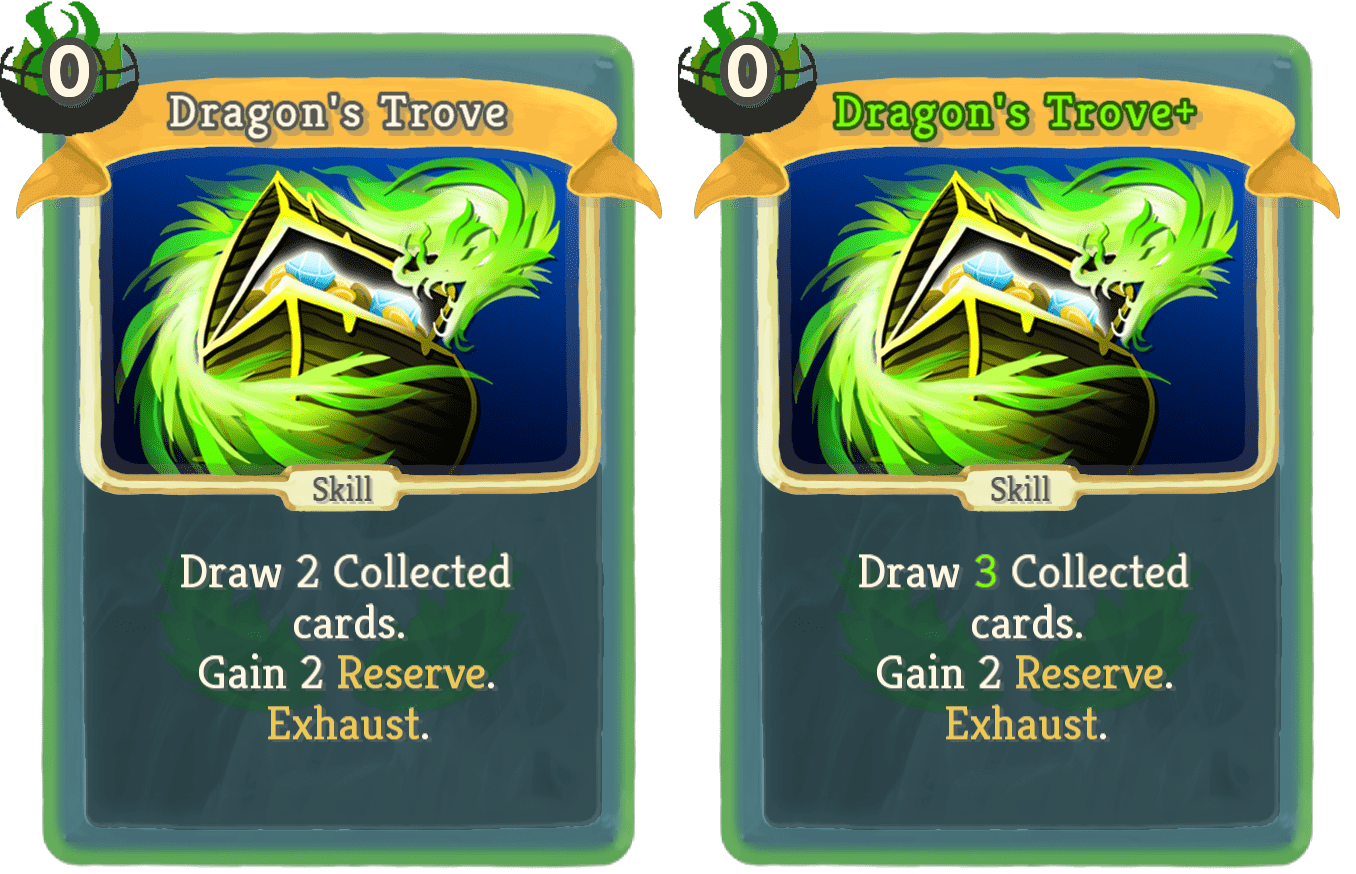 0
Dragon's Trove
Skill
Draw 2 Collected
cards.
Gain 2 Reserve.
Exhaust.
0
Dragon's Trove+
Skill
Draw 3 Collected
cards.
Gain 2 Reserve.
Exhaust.